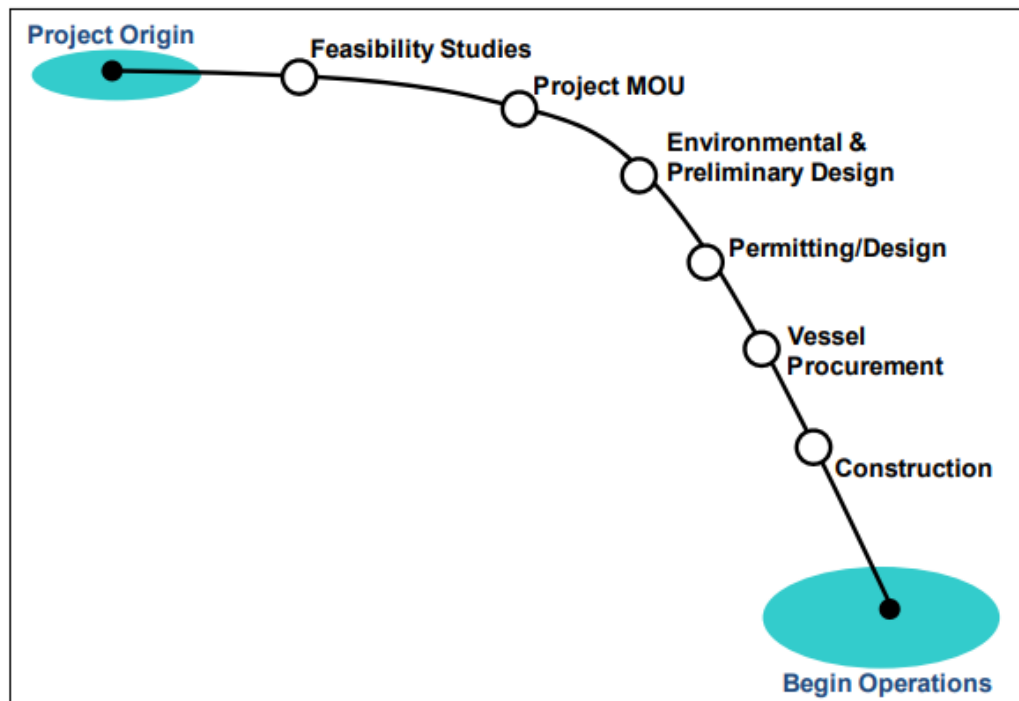 Project Origin
Feasibility Studies
Project MOU
Environmental &
Preliminary Design
Permitting/Design
Vessel
Procurement
Construction
Begin Operations